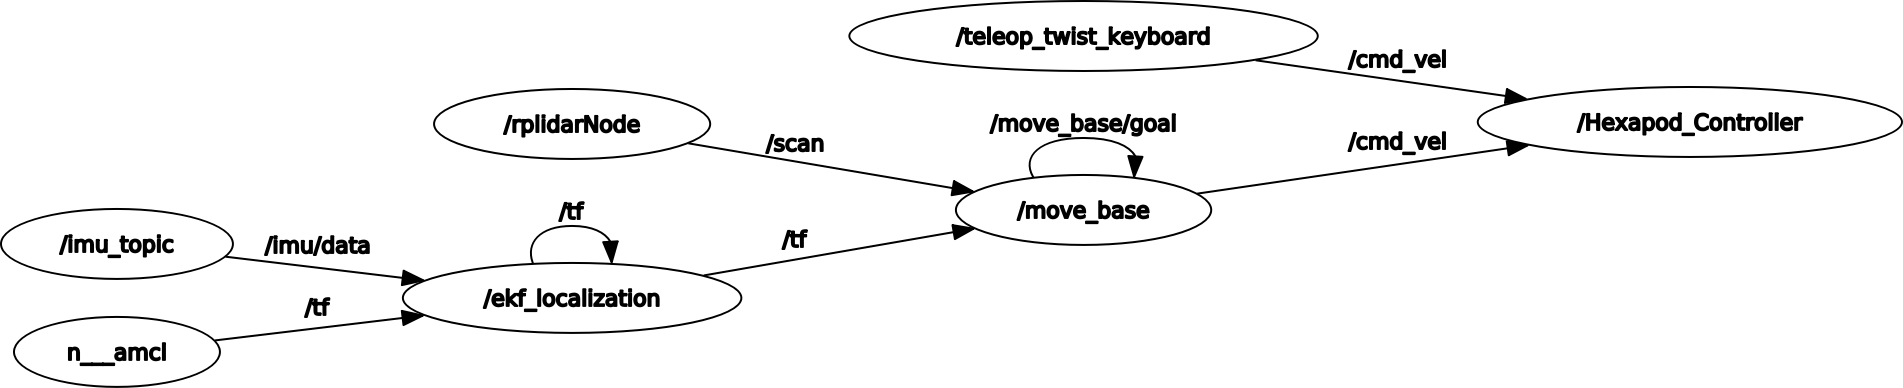 /teleop_twist_keyboard
/cmd_vel
/Hexapod_Controller
/rplidarNode
/scan
/move_base/goal
/cmd_vel
/move_base
/tf
/tf
/imu_topic
/imu/data
/ekf_localization
/tf
n___amcl